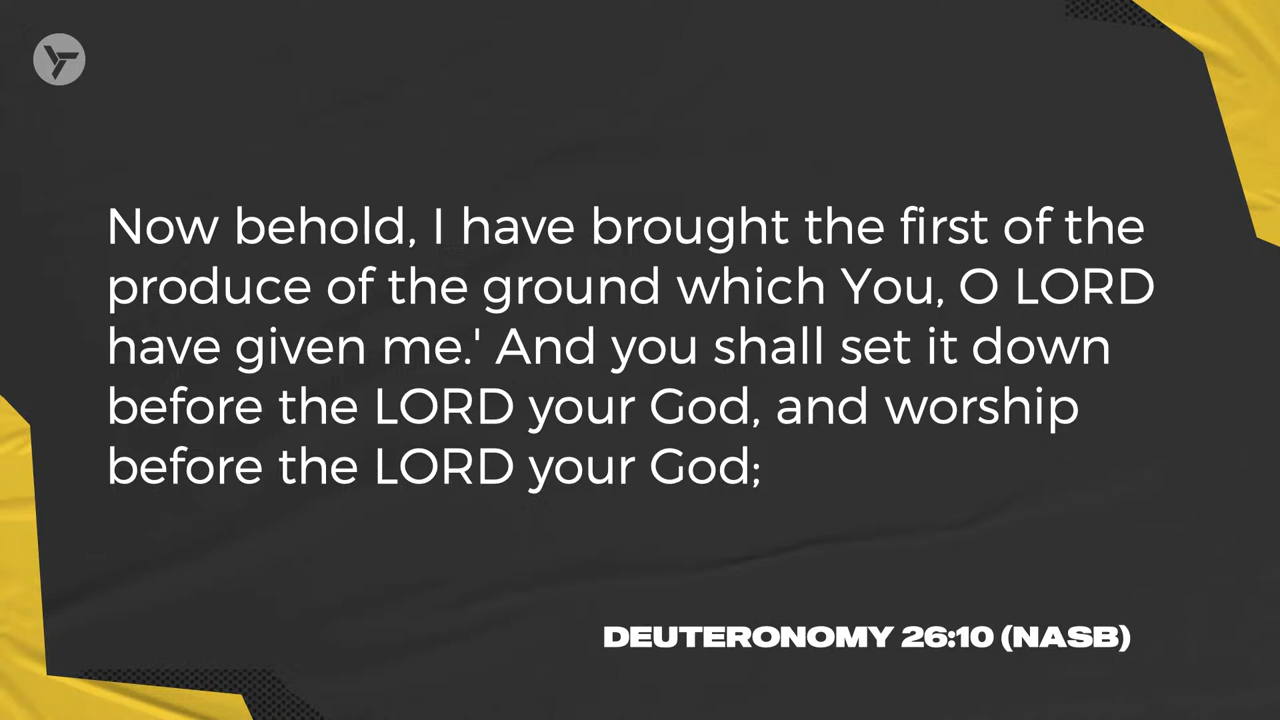 Now behold, I have brought the first of the
produce of the ground which You, O LORD
have given me.' And you shall set it down
before the LORD your God, and worship
before the LORD your God;
DEUTERONOMY 26:10 (NASB)